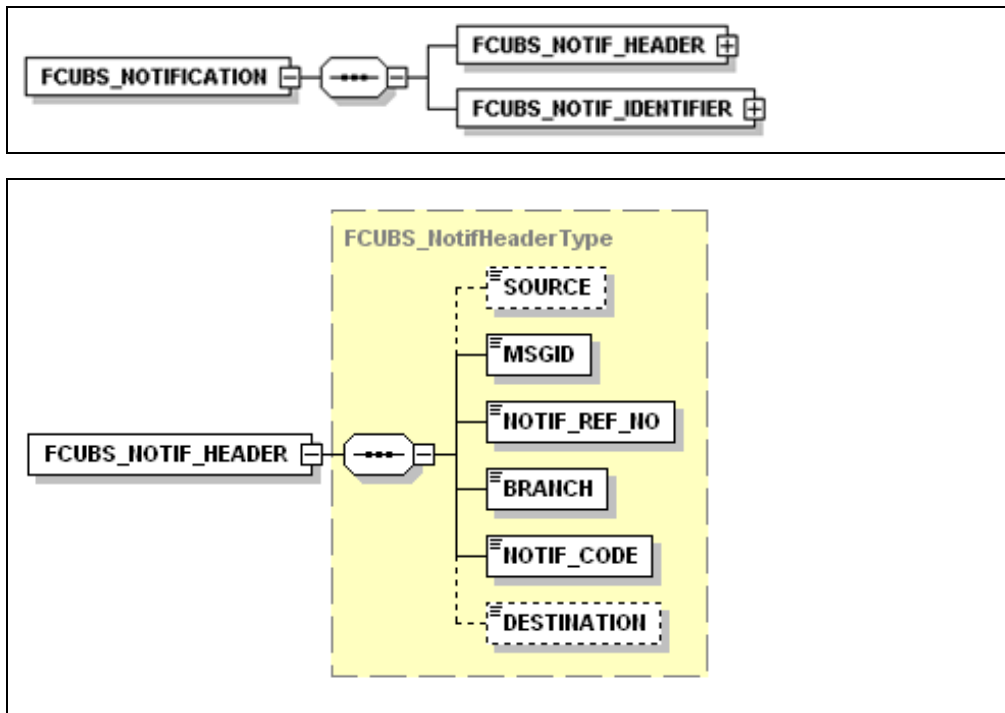 FCUBS_NOTIFICATION
FCUBS_NOTIF_HEADER
FCUBS_NOTIF_IDENTIFIER
FCUBS_NotifHeaderType
SOURCE
MSGID
NOTIF_REF_NO
FCUBS_NOTIF_HEADER
BRANCH
NOTIF_CODE
DESTINATION